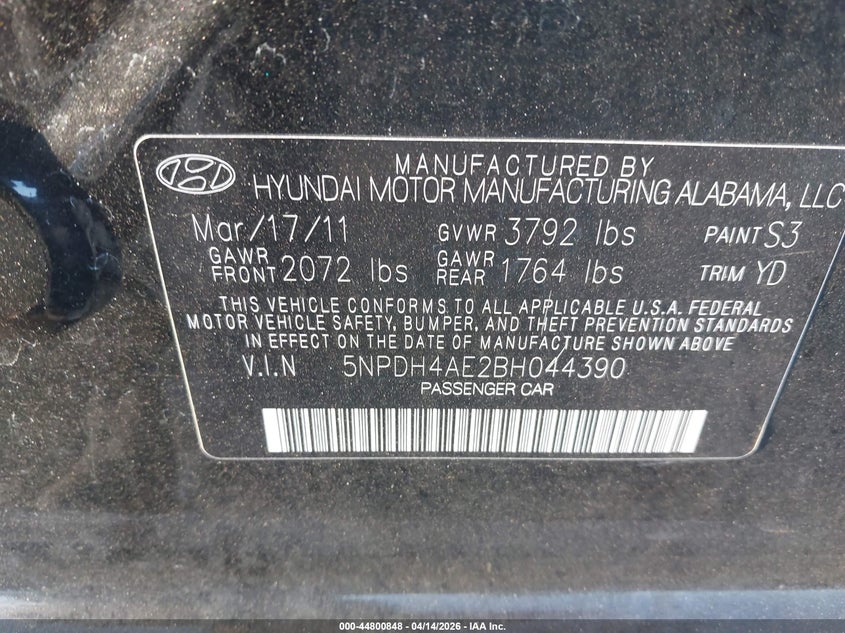 MANUFACTURED BY
HYUNDAI MOTOR MANUFACTURING ALABAMA, LLC
Mar/17/11 GVWR 3792 lbs PAINT S3
GAWR FRONT 2072 lbs GAWR REAR 1764 lbs TRIM YD
THIS VEHICLE CONFORMS TO ALL APPLICABLE U.S.A. FEDERAL
MOTOR VEHICLE SAFETY, BUMPER, AND THEFT PREVENTION STANDARDS
IN EFFECT ON THE DATE OF MANUFACTURE SHOWN ABOVE.
V.I.N 5NPDH4AE2BH044390
PASSENGER CAR
000-44800848 - 04/14/2026 - IAA Inc.